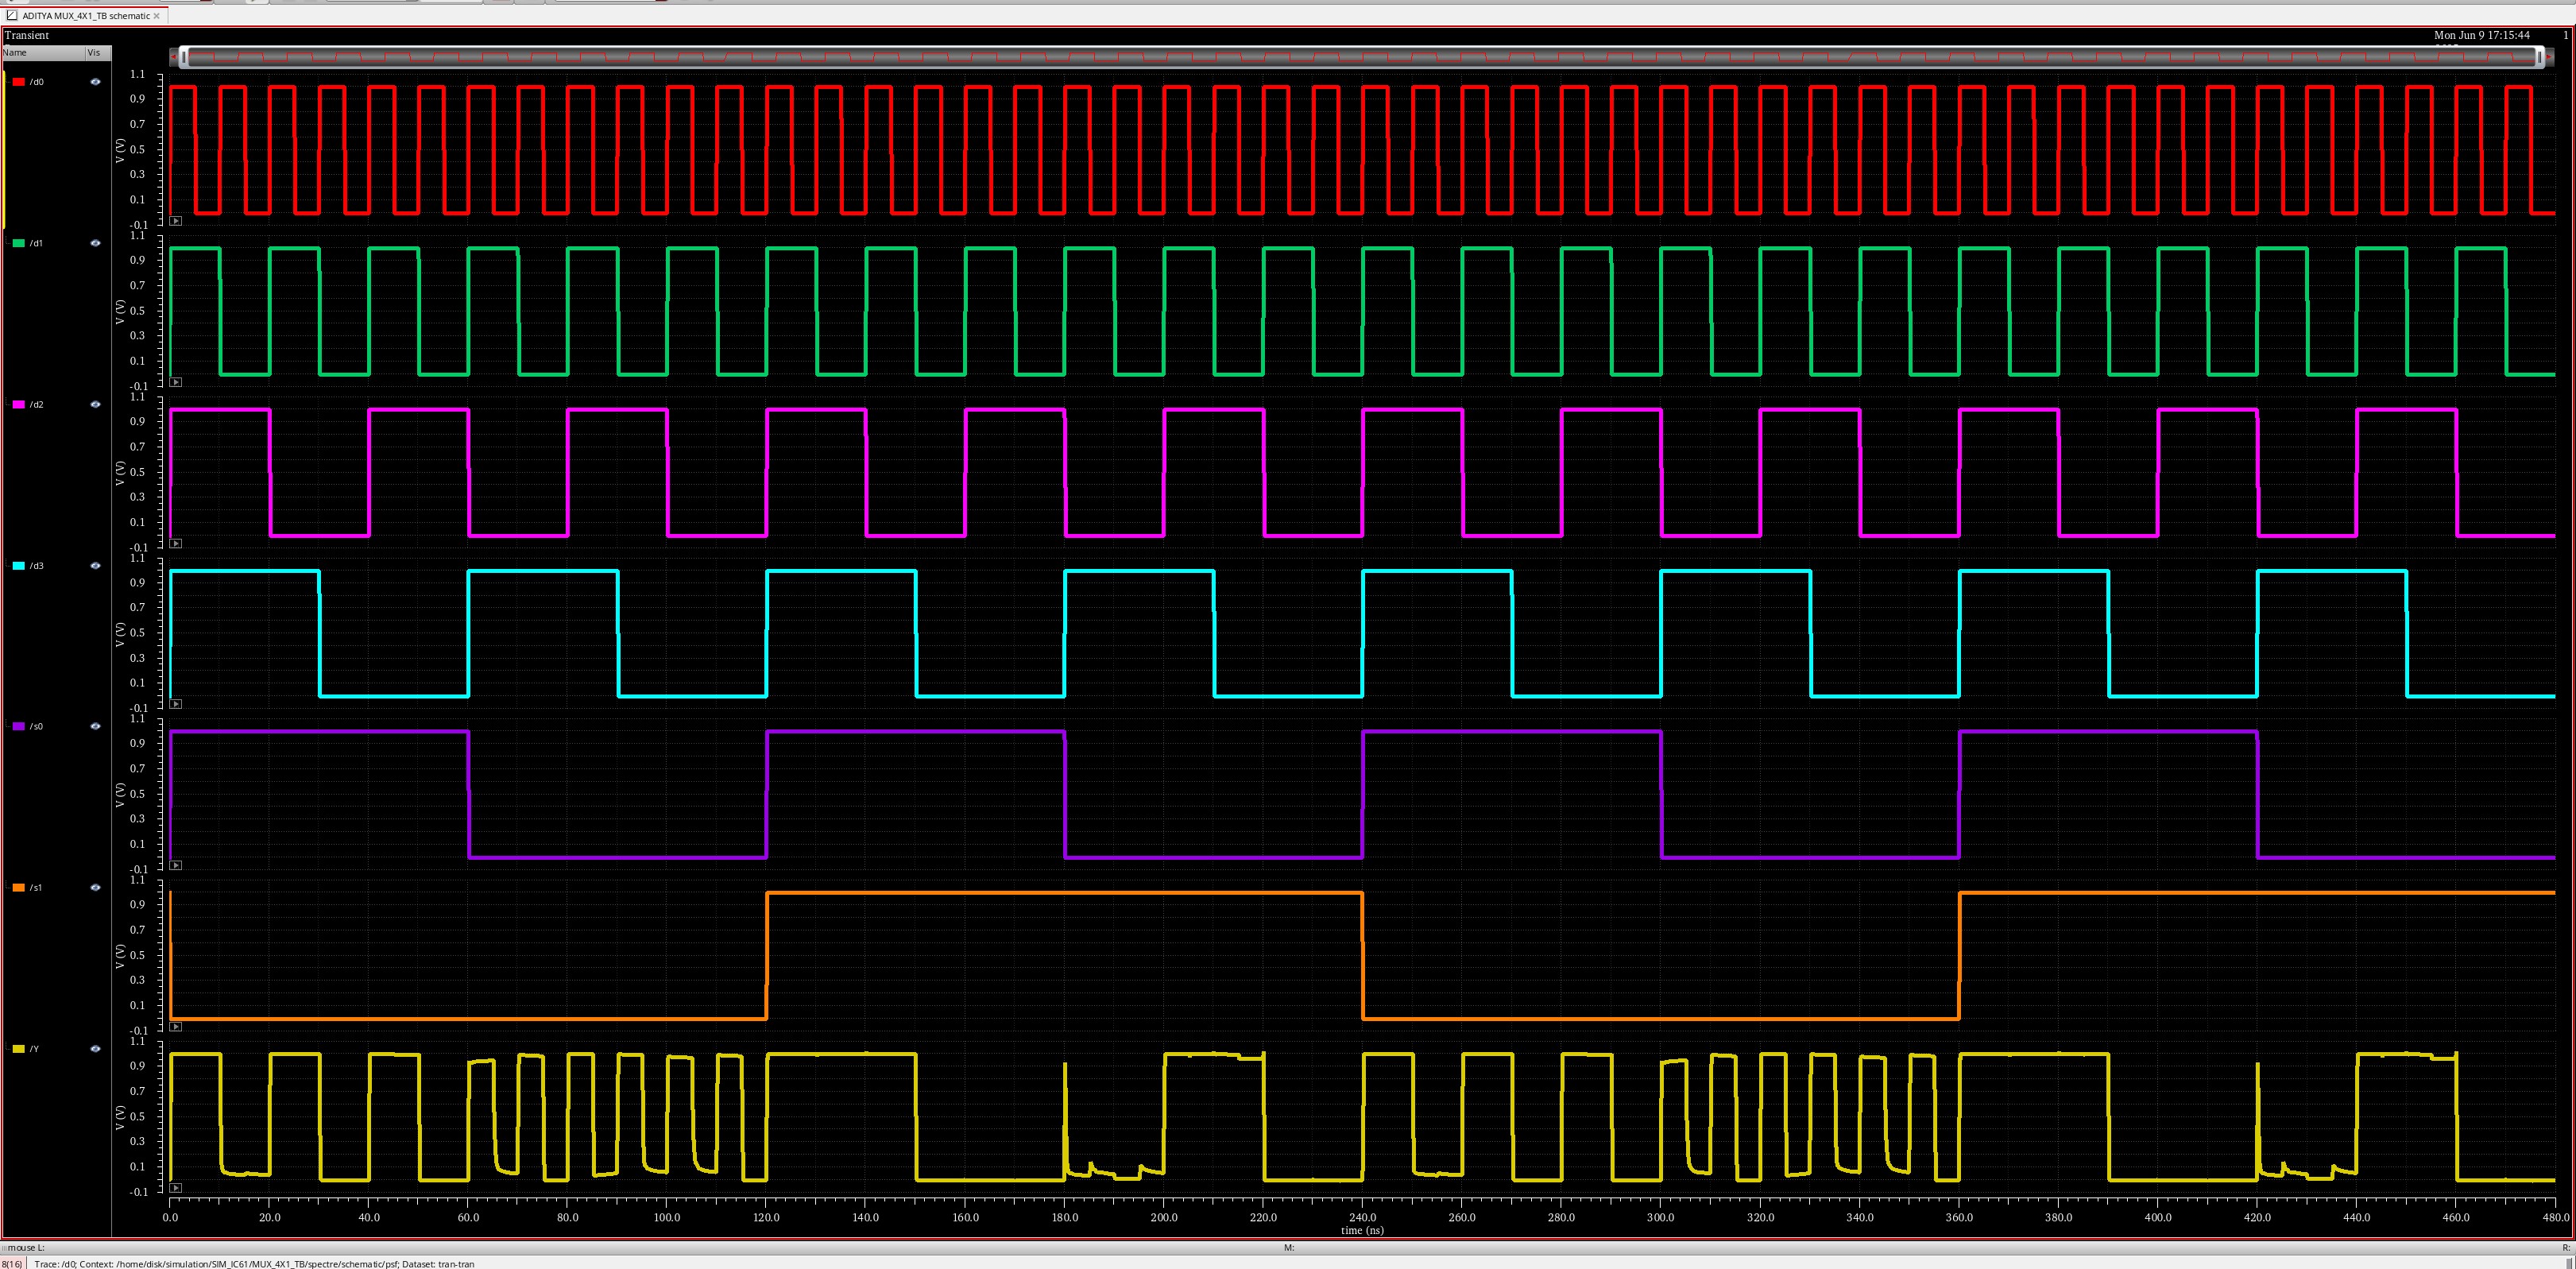 ADITYA MUX_4X1_TB schematic
Transient
Mon Jun 9 17:15:44 1
Name Vis
/d0
1.1
0.9
0.7
0.5
0.3
0.1
-0.1
V (V)
/d1
1.1
0.9
0.7
0.5
0.3
0.1
-0.1
V (V)
/d2
1.1
0.9
0.7
0.5
0.3
0.1
-0.1
V (V)
/d3
1.1
0.9
0.7
0.5
0.3
0.1
-0.1
V (V)
/s0
1.1
0.9
0.7
0.5
0.3
0.1
-0.1
V (V)
/s1
1.1
0.9
0.7
0.5
0.3
0.1
-0.1
V (V)
/Y
1.1
0.9
0.7
0.5
0.3
0.1
-0.1
V (V)
0.0 20.0 40.0 60.0 80.0 100.0 120.0 140.0 160.0 180.0 200.0 220.0 240.0 260.0 280.0 300.0 320.0 340.0 360.0 380.0 400.0 420.0 440.0 460.0 480.0
time (ns)
mouse L: M: R:
8(16) Trace: /d0; Context: /home/disk/simulation/SIM_IC61/MUX_4X1_TB/spectre/schematic/psf; Dataset: tran-tran